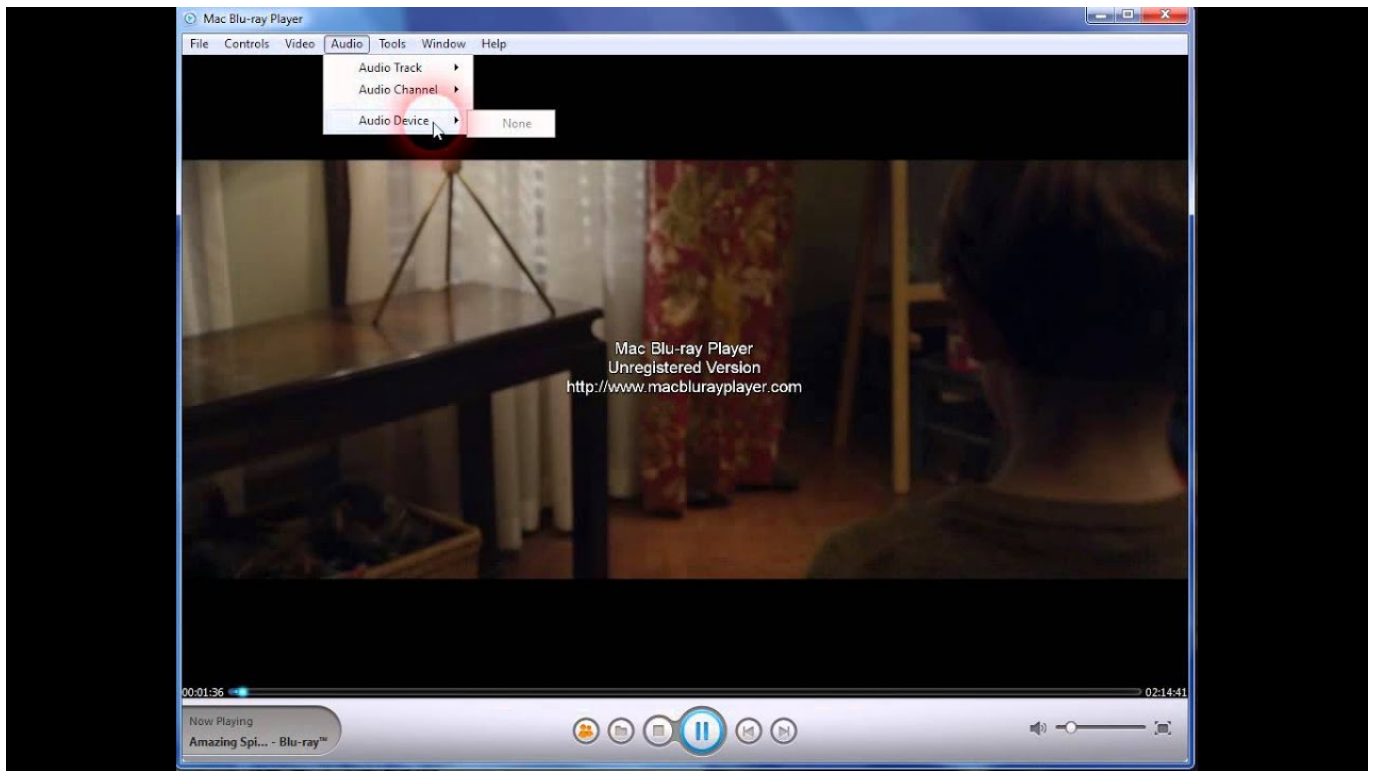 Mac Blu-ray Player
File Controls Video Audio Tools Window Help
Audio Track
Audio Channel
Audio Device
None
Mac Blu-ray Player
Unregistered Version
http://www.macblurayplayer.com
00:01:36
02:14:41
Now Playing
Amazing Spi... - Blu-ray™